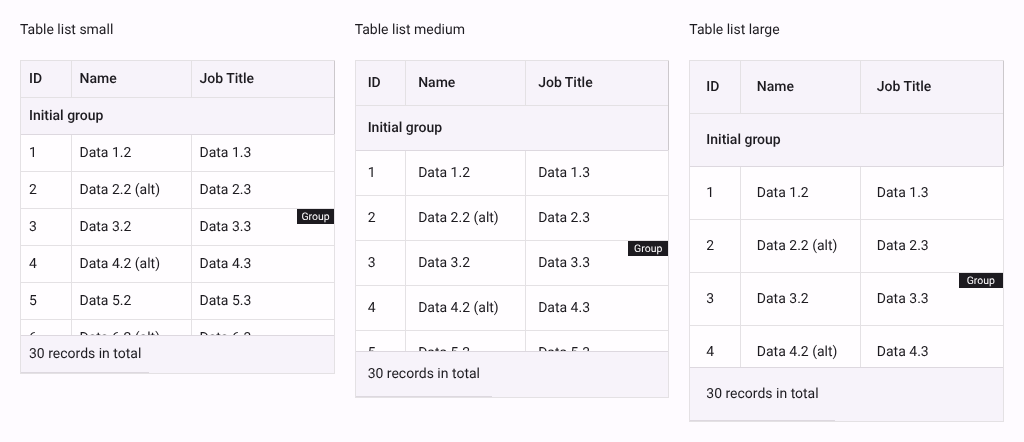 Table list small
ID Name Job Title
Initial group
1 Data 1.2 Data 1.3
2 Data 2.2 (alt) Data 2.3
Group
3 Data 3.2 Data 3.3
4 Data 4.2 (alt) Data 4.3
5 Data 5.2 Data 5.3
30 records in total
Table list medium
ID Name Job Title
Initial group
1 Data 1.2 Data 1.3
2 Data 2.2 (alt) Data 2.3
Group
3 Data 3.2 Data 3.3
4 Data 4.2 (alt) Data 4.3
30 records in total
Table list large
ID Name Job Title
Initial group
1 Data 1.2 Data 1.3
2 Data 2.2 (alt) Data 2.3
Group
3 Data 3.2 Data 3.3
4 Data 4.2 (alt) Data 4.3
30 records in total